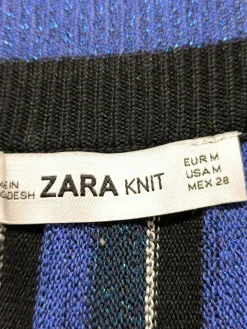 ZARA KNIT
EUR M
USA M
MEX 28